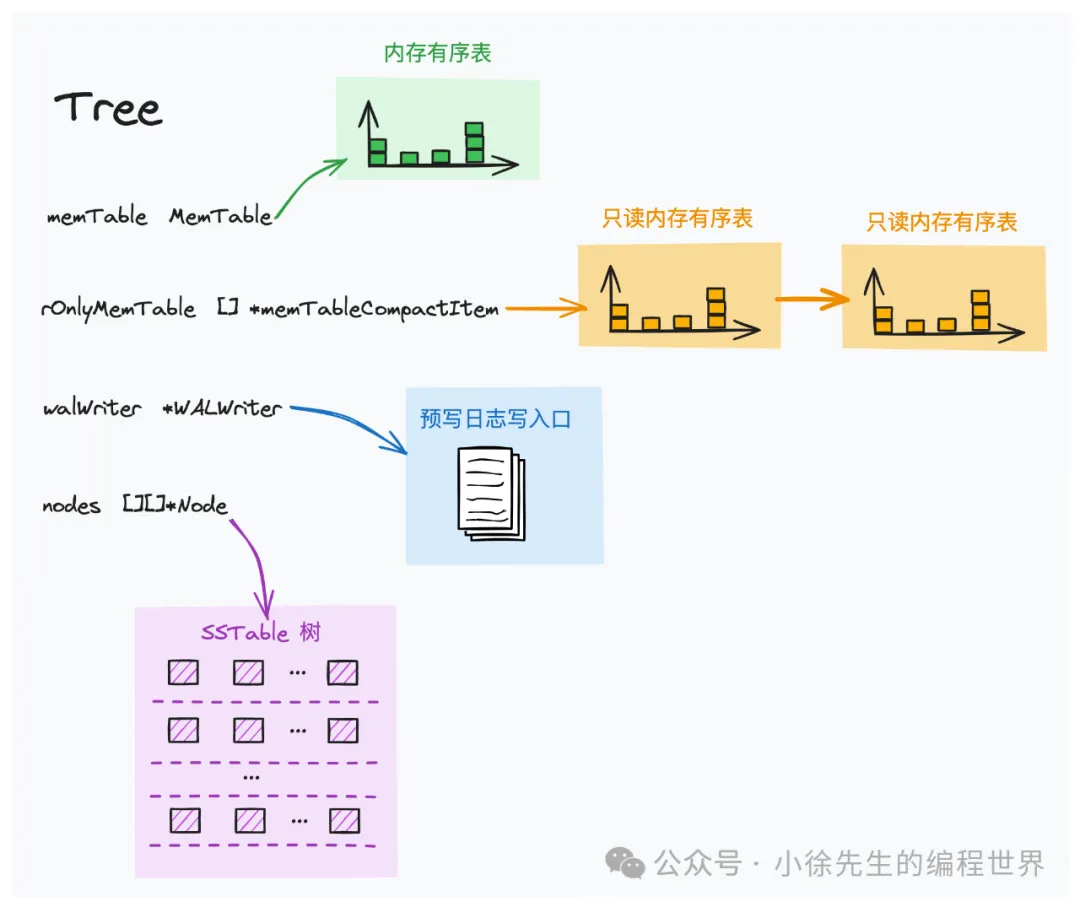 内存有序表
Tree
memTable MemTable
只读内存有序表
只读内存有序表
rOnlyMemTable [] *memTableCompactItem
walWriter *WALWriter
预写日志写入口
nodes [][]*Node
SSTable 树
...
...
...
...
公众号 · 小徐先生的编程世界